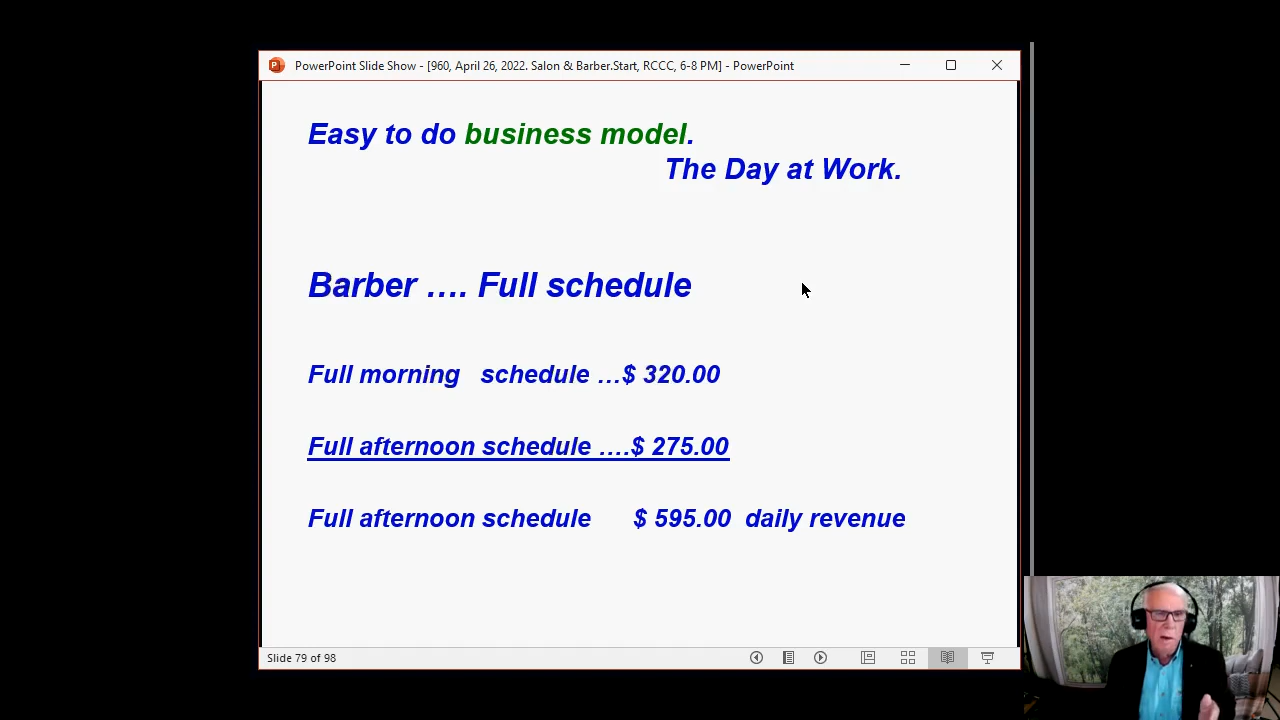 PowerPoint Slide Show - [960, April 26, 2022. Salon & Barber.Start, RCCC, 6-8 PM] - PowerPoint
Easy to do business model.
The Day at Work.
Barber .... Full schedule
Full morning schedule ...$ 320.00
Full afternoon schedule ....$ 275.00
Full afternoon schedule $ 595.00 daily revenue
Slide 79 of 98